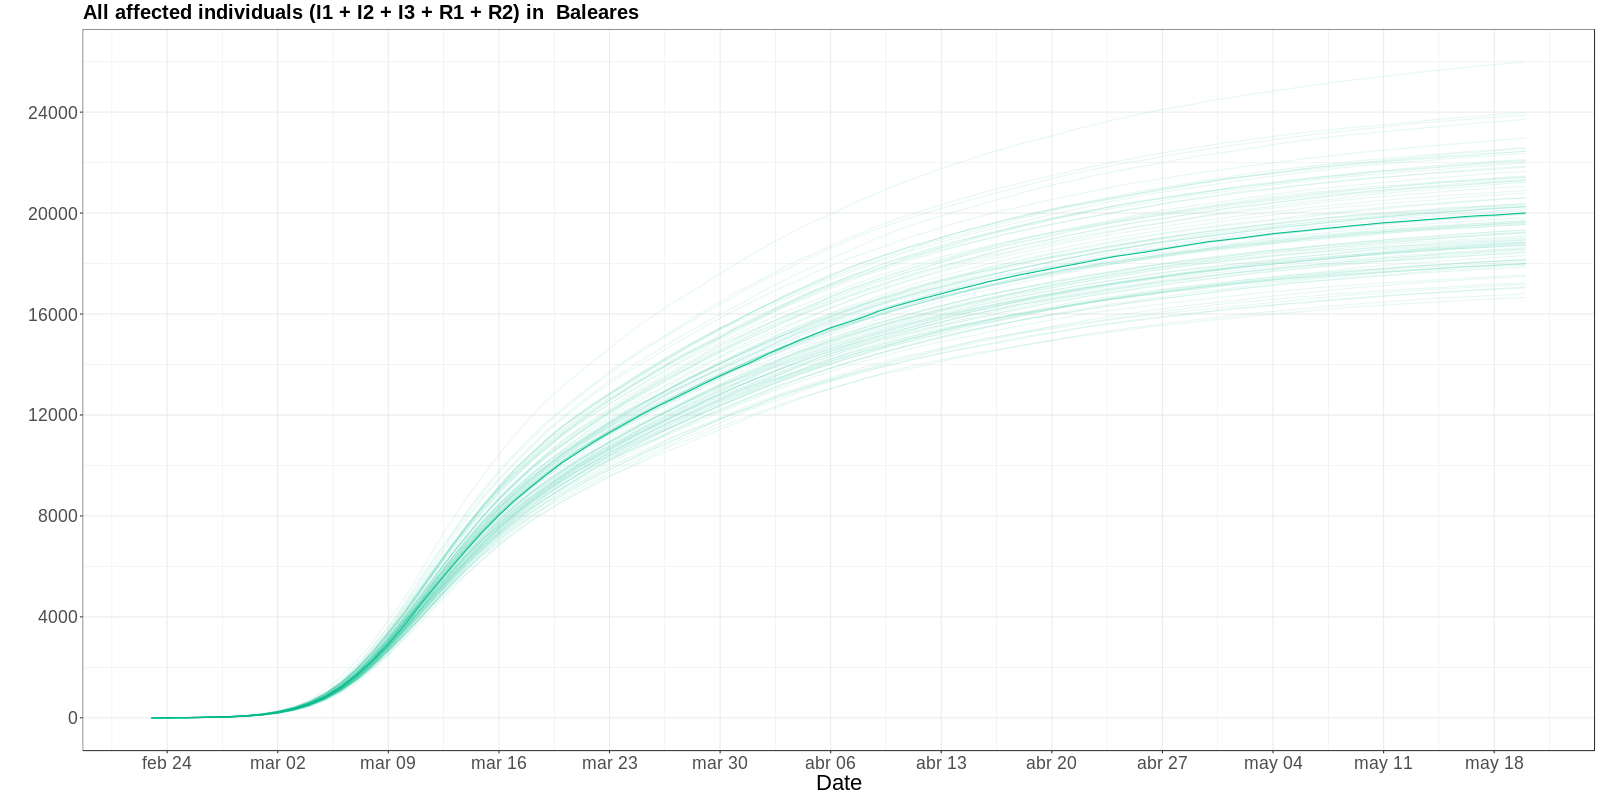 All affected individuals (I1 + I2 + I3 + R1 + R2) in  Baleares
24000
20000
16000
12000
8000
4000
0
feb 24 mar 02 mar 09 mar 16 mar 23 mar 30 abr 06 abr 13 abr 20 abr 27 may 04 may 11 may 18
Date